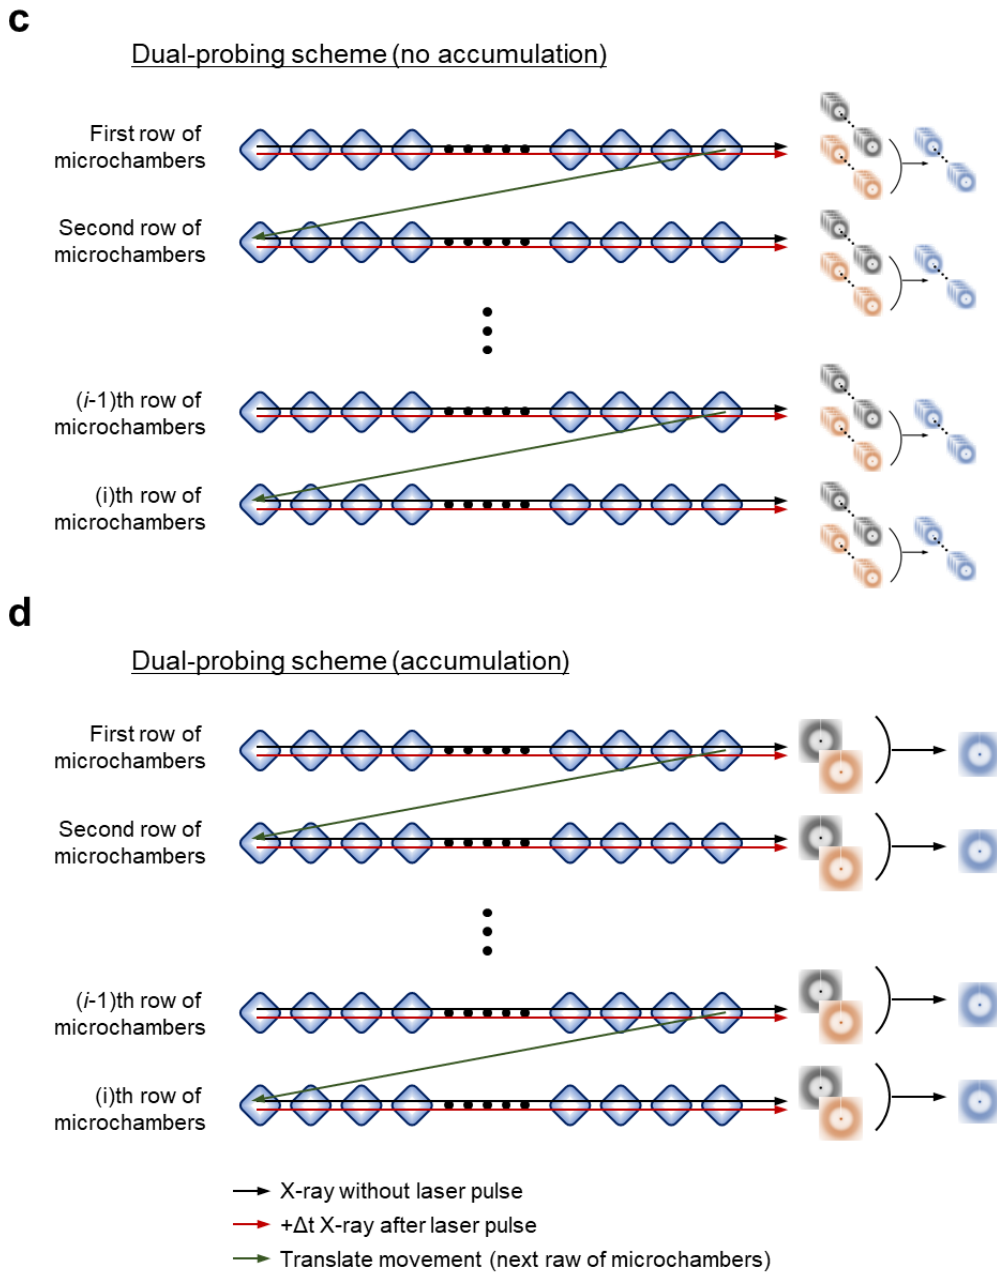 c
Dual-probing scheme (no accumulation)
First row of
microchambers
Second row of
microchambers
(i-1)th row of
microchambers
(i)th row of
microchambers
d
Dual-probing scheme (accumulation)
First row of
microchambers
Second row of
microchambers
(i-1)th row of
microchambers
(i)th row of
microchambers
X-ray without laser pulse
+Δt X-ray after laser pulse
Translate movement (next raw of microchambers)